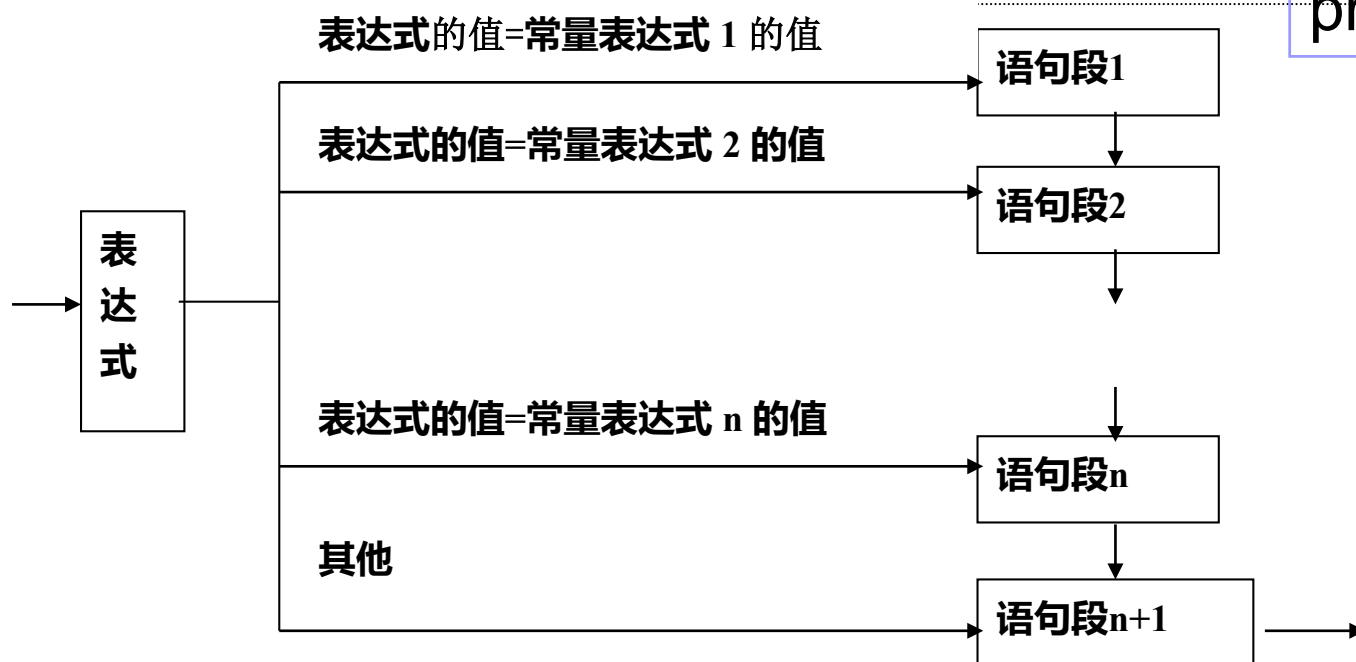 表达式的值=常量表达式 1 的值
语句段1
表达式的值=常量表达式 2 的值
语句段2
表
达
式
表达式的值=常量表达式 n 的值
语句段n
其他
语句段n+1